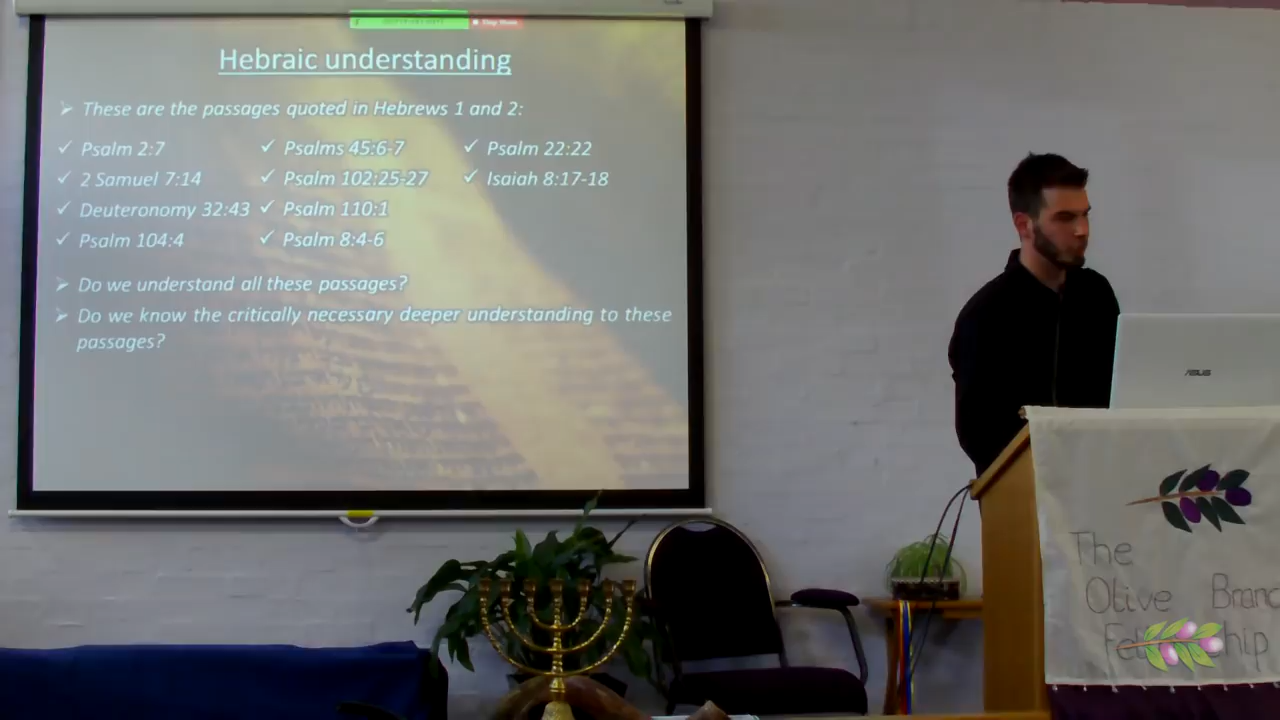 Hebraic understanding
➢ These are the passages quoted in Hebrews 1 and 2:
✓ Psalm 2:7 ✓ Psalms 45:6-7 ✓ Psalm 22:22
✓ 2 Samuel 7:14 ✓ Psalm 102:25-27 ✓ Isaiah 8:17-18
✓ Deuteronomy 32:43 ✓ Psalm 110:1
✓ Psalm 104:4 ✓ Psalm 8:4-6
➢ Do we understand all these passages?
➢ Do we know the critically necessary deeper understanding to these
passages?
ASUS
The
Olive Branc